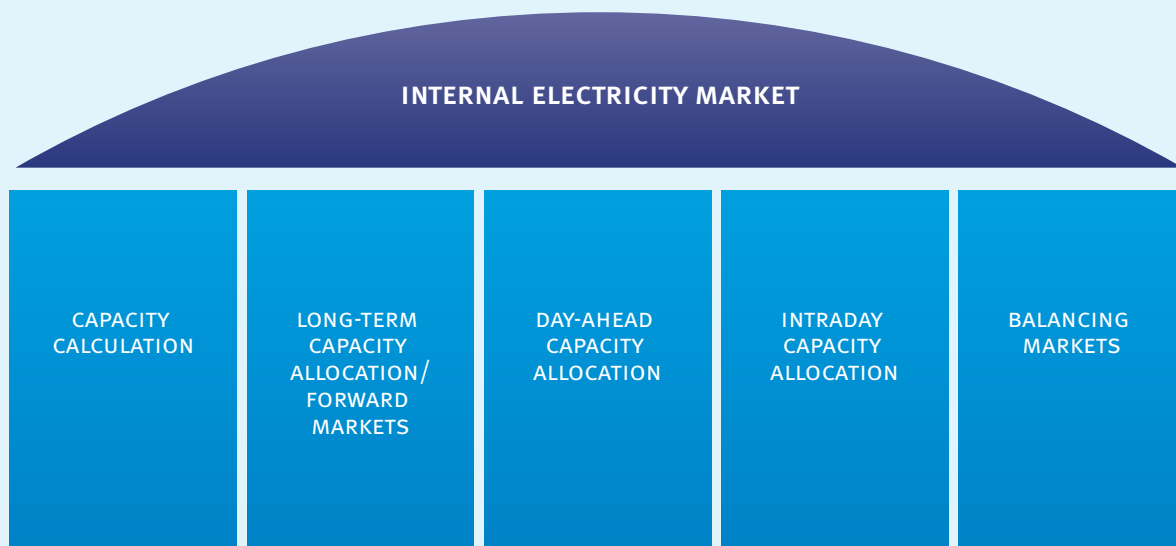 INTERNAL ELECTRICITY MARKET
CAPACITY
CALCULATION
LONG-TERM
CAPACITY
ALLOCATION/
FORWARD
MARKETS
DAY-AHEAD
CAPACITY
ALLOCATION
INTRADAY
CAPACITY
ALLOCATION
BALANCING
MARKETS